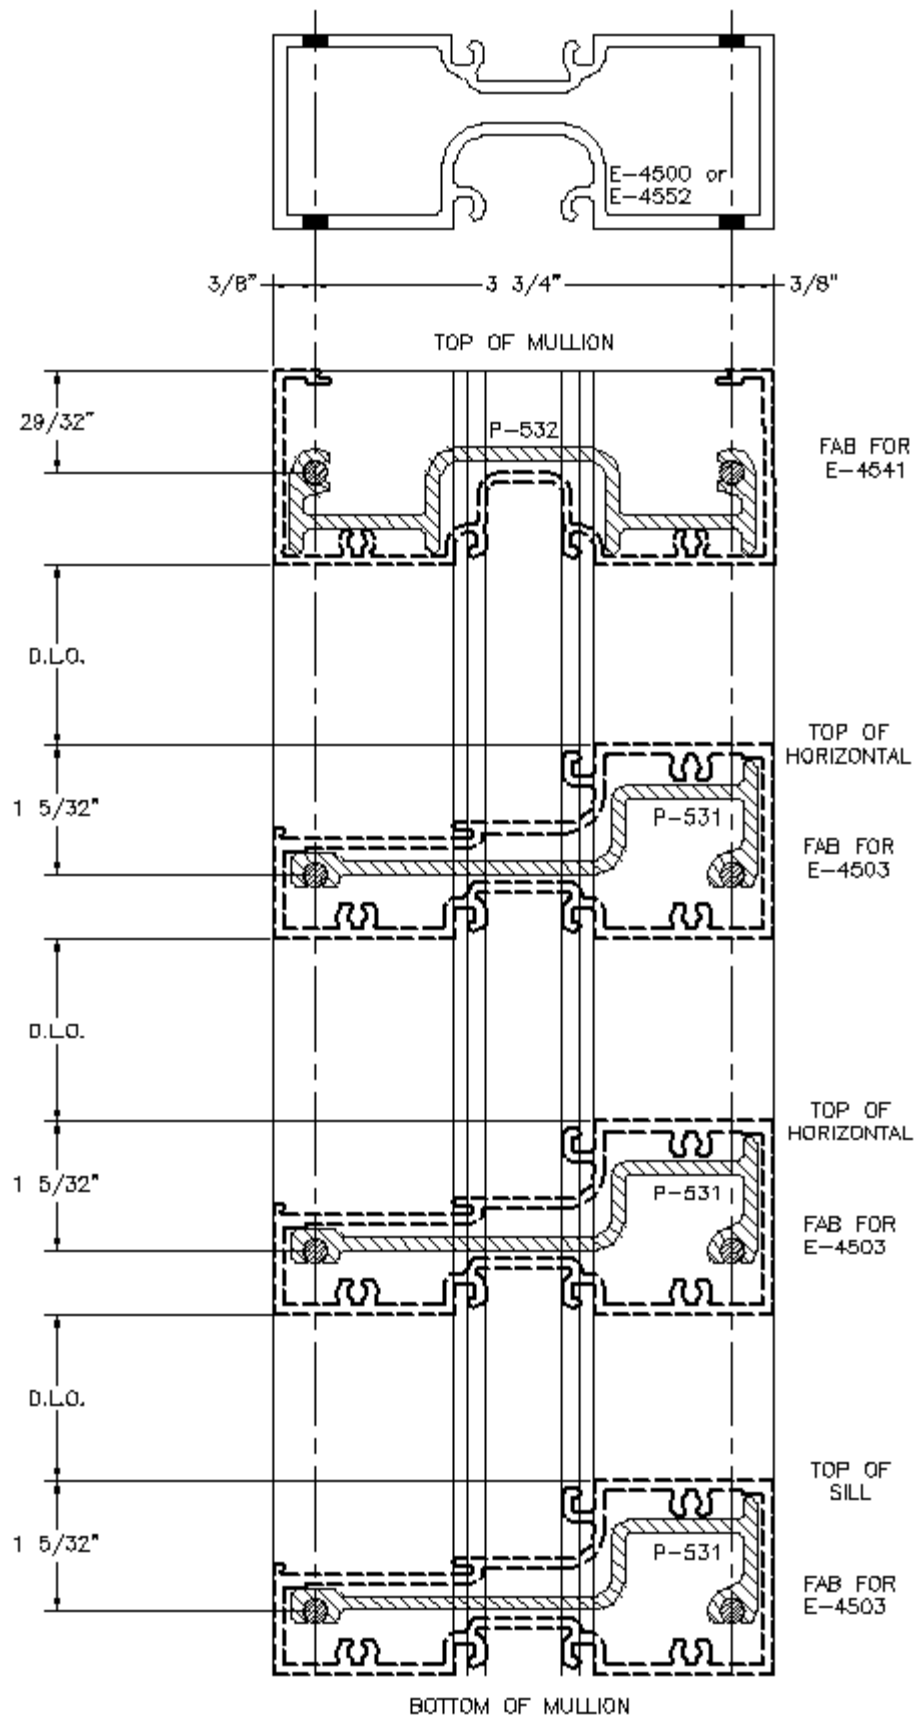 E-4500 or
E-4552
3/8"
3 3/4"
3/8"
TOP OF MULLION
29/32"
P-532
FAB FOR
E-4541
D.L.O.
TOP OF
HORIZONTAL
1 5/32"
P-531
FAB FOR
E-4503
D.L.O.
TOP OF
HORIZONTAL
1 5/32"
P-531
FAB FOR
E-4503
D.L.O.
TOP OF
SILL
1 5/32"
P-531
FAB FOR
E-4503
BOTTOM OF MULLION